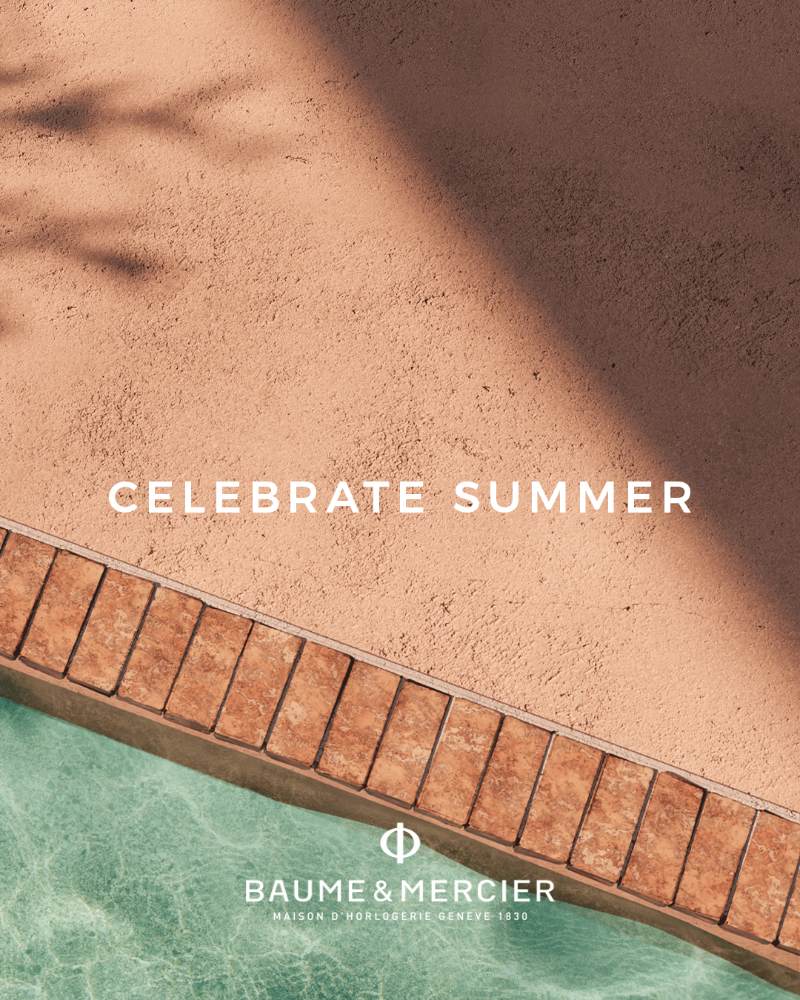 CELEBRATE SUMMER
BAUME & MERCIER
MAISON D'HORLOGERIE GENEVE 1830